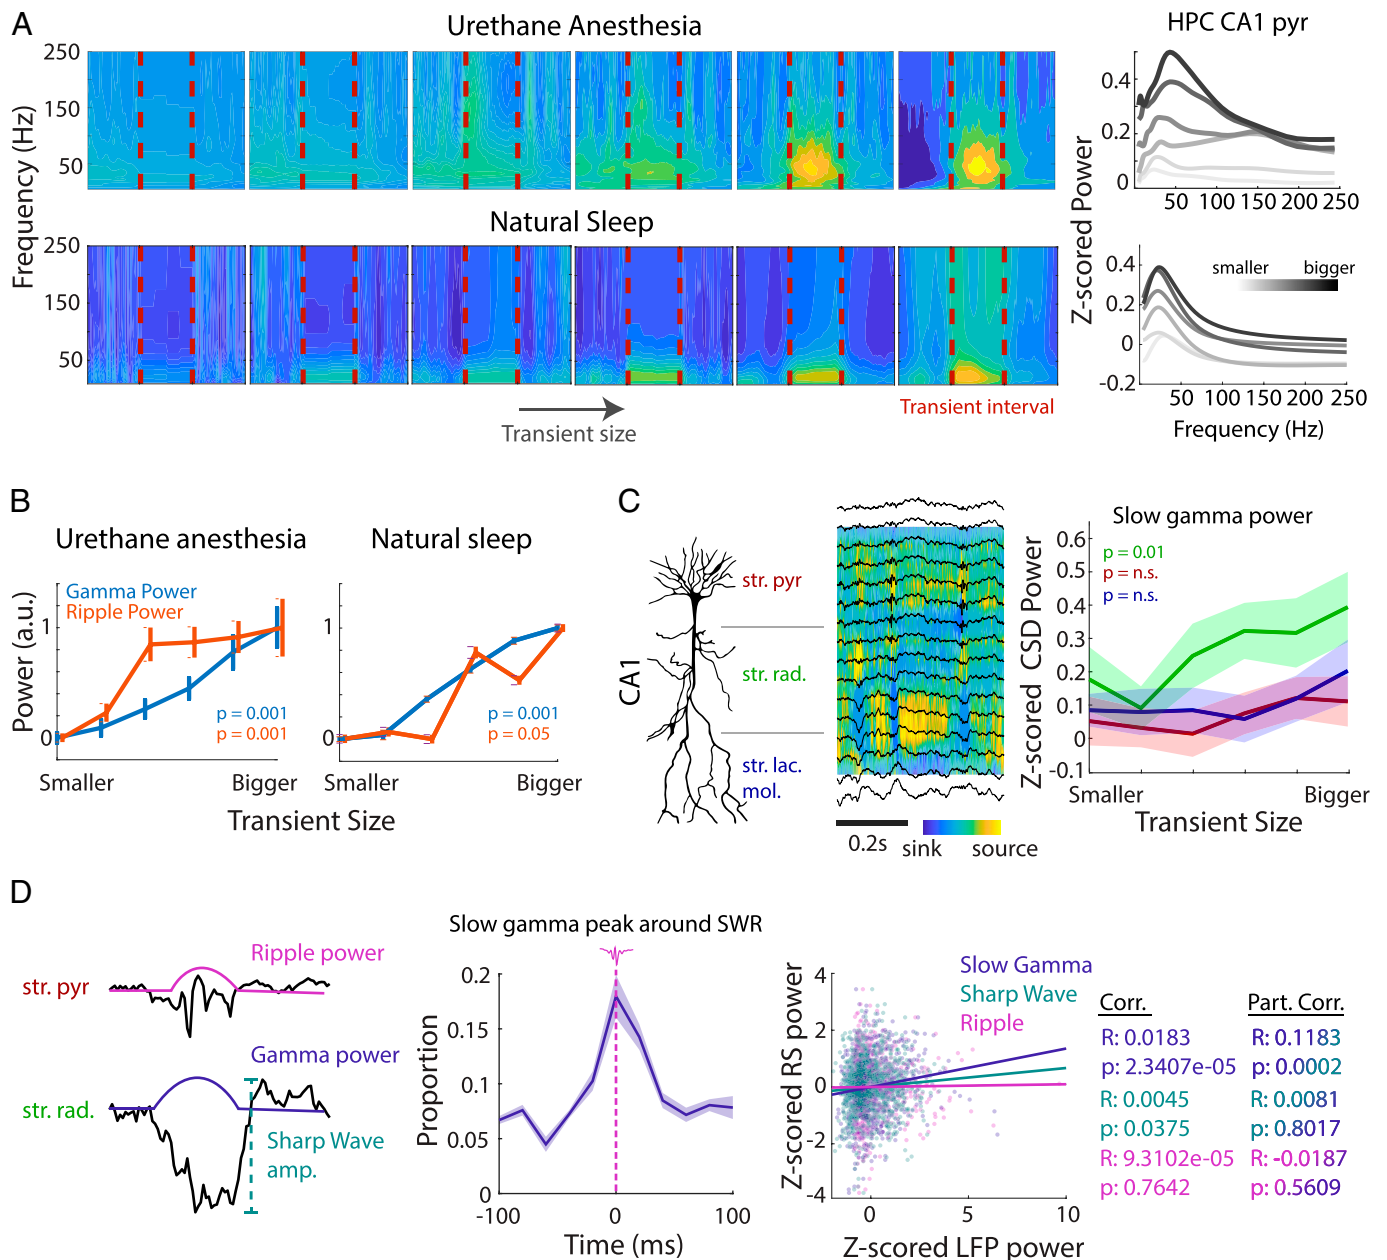 A
Urethane Anesthesia
HPC CA1 pyr
Frequency (Hz)
250
150
50
Natural Sleep
250
150
50
Transient size
Transient interval
Z-scored Power
0.4
0.2
0
50 100 150 200 250
smaller bigger
0.4
0.2
0
-0.2
50 100 150 200 250
Frequency (Hz)
B
Urethane anesthesia
Natural sleep
Gamma Power
Ripple Power
Power (a.u.)
1
0
p = 0.001
p = 0.001
Smaller Bigger
1
0
p = 0.001
p = 0.05
Smaller Bigger
Transient Size
C
CA1
str. pyr
str. rad.
str. lac.
mol.
0.2s
sink source
Slow gamma power
p = 0.01
p = n.s.
p = n.s.
Z-scored CSD Power
0.6
0.5
0.4
0.3
0.2
0.1
0
-0.1
Smaller Bigger
Transient Size
D
str. pyr
Ripple power
Gamma power
str. rad.
Sharp Wave
amp.
Slow gamma peak around SWR
Proportion
0.2
0.15
0.1
0.05
0
-100 0 100
Time (ms)
Z-scored RS power
4
2
0
-2
-4
0 5 10
Z-scored LFP power
Slow Gamma
Sharp Wave
Ripple
Corr.
R: 0.0183
p: 2.3407e-05
R: 0.0045
p: 0.0375
R: 9.3102e-05
p: 0.7642
Part. Corr.
R: 0.1183
p: 0.0002
R: 0.0081
p: 0.8017
R: -0.0187
p: 0.5609